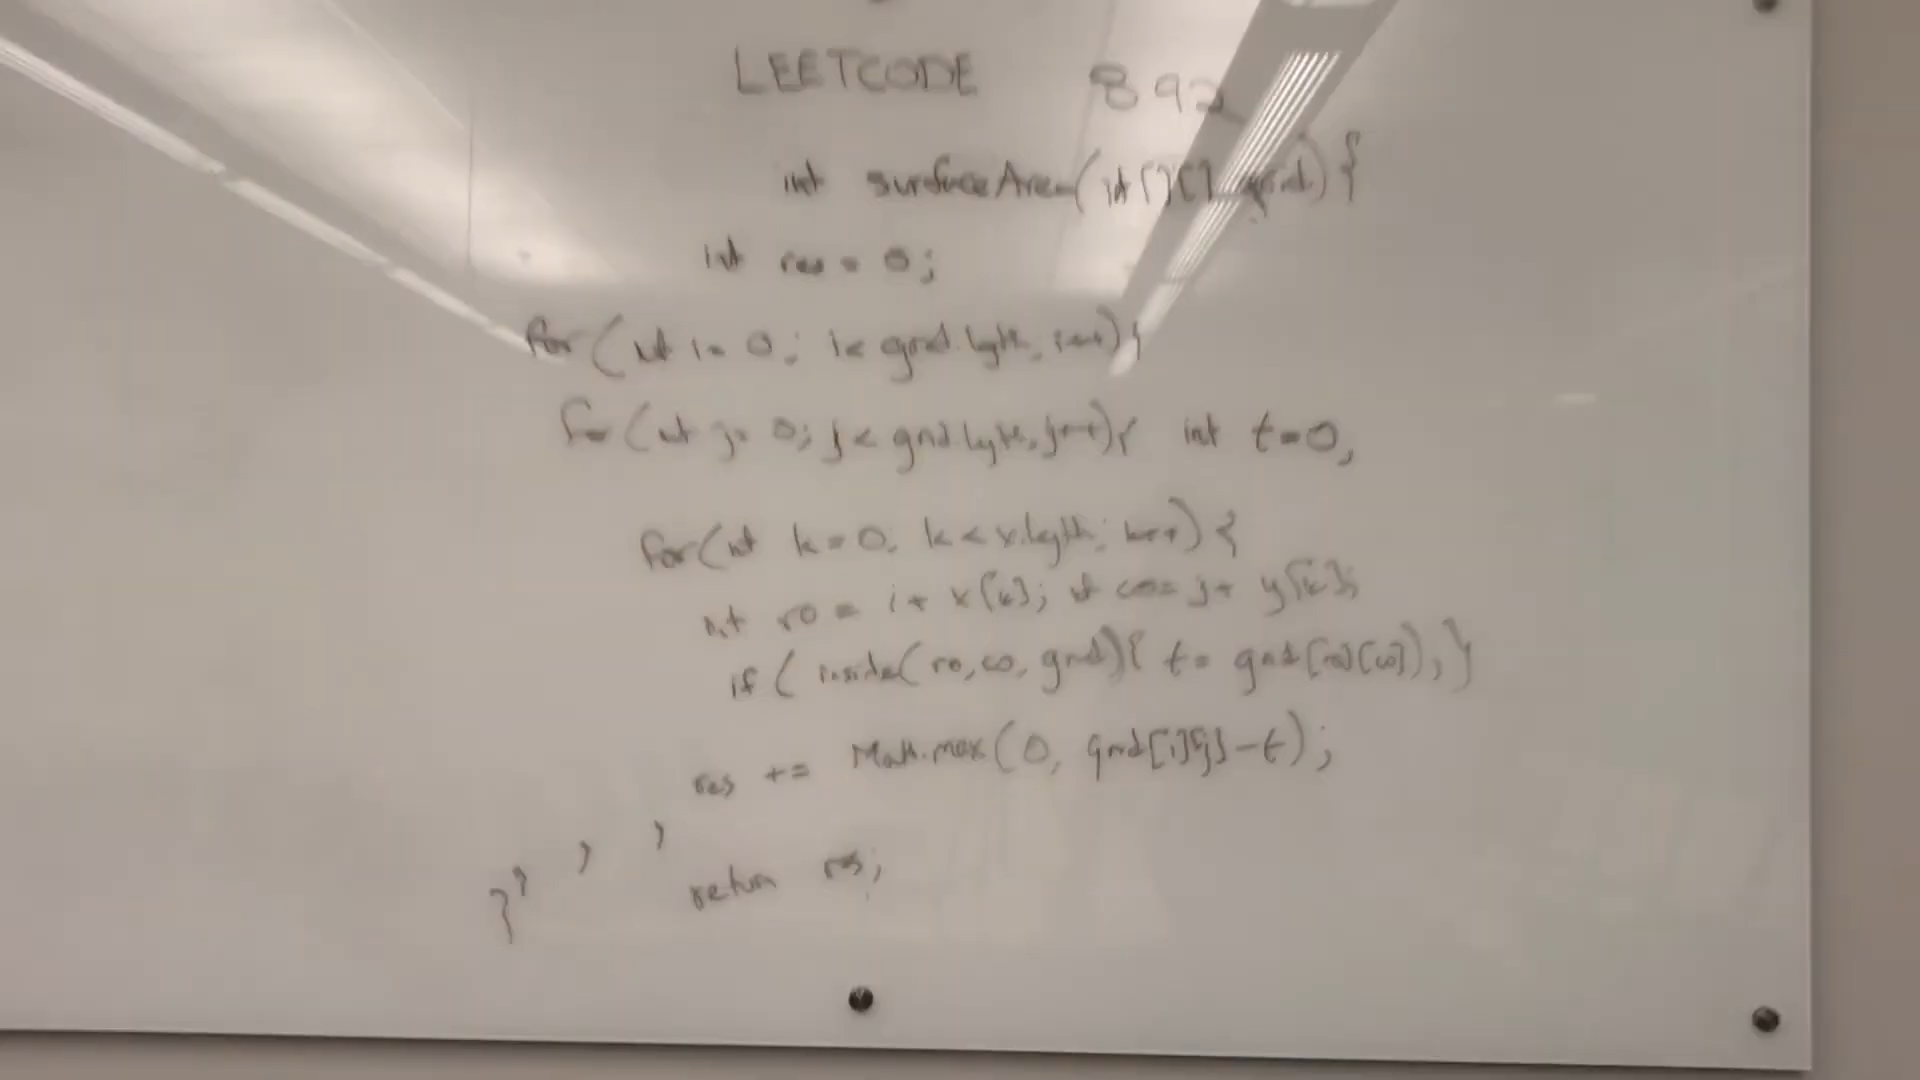 LEETCODE 892
int surfaceArea(int[][] grid) {
int res = 0;
for (int i = 0; i < grid.length; i++) {
for (int j = 0; j < grid.length; j++) { int t = 0;
for (int k = 0; k < x.length; k++) {
int ro = i + x[k]; int co = j + y[k];
if ( inside(ro, co, grid) { t = grid[ro][co]); }
res += Math.max(0, grid[i][j] - t);
} } }
return res;
}